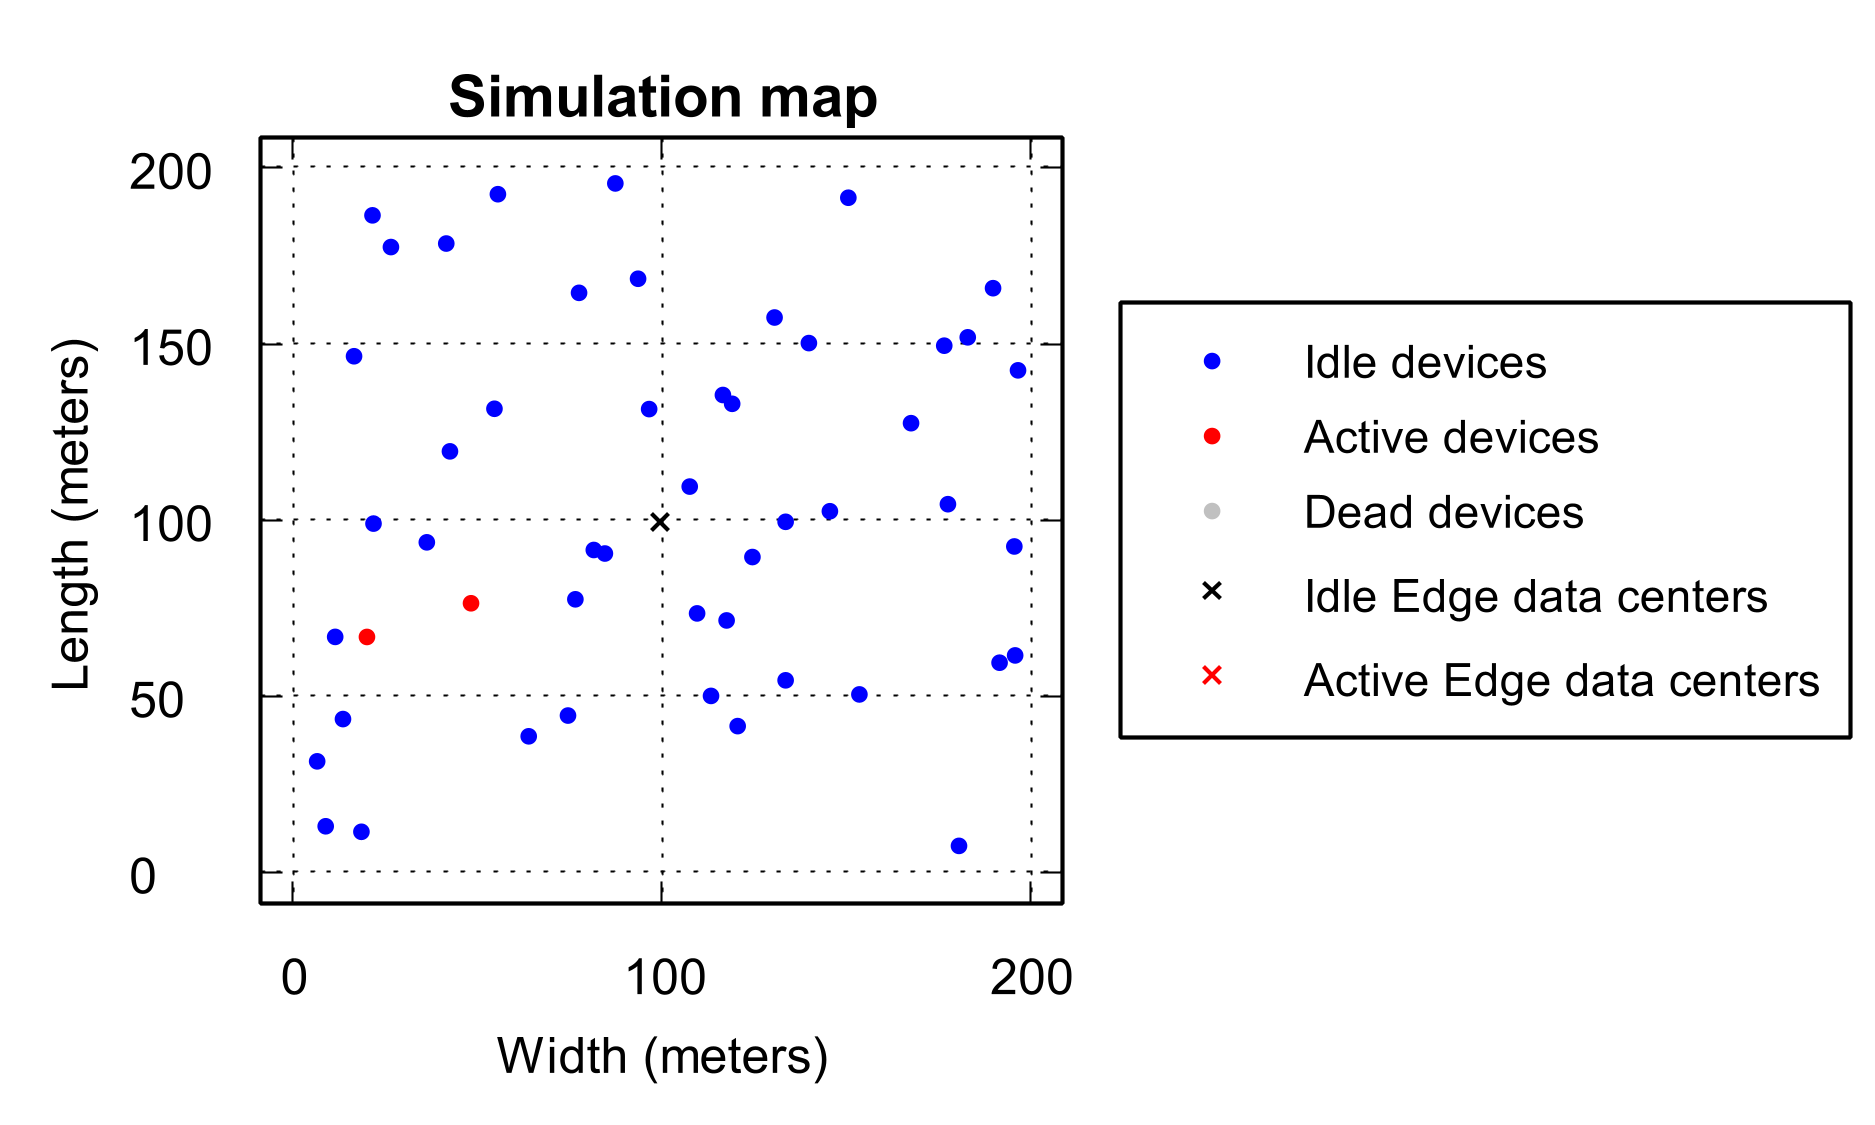 Simulation map
200
150
100
50
0
Length (meters)
0 100 200
Width (meters)
Idle devices
Active devices
Dead devices
Idle Edge data centers
Active Edge data centers